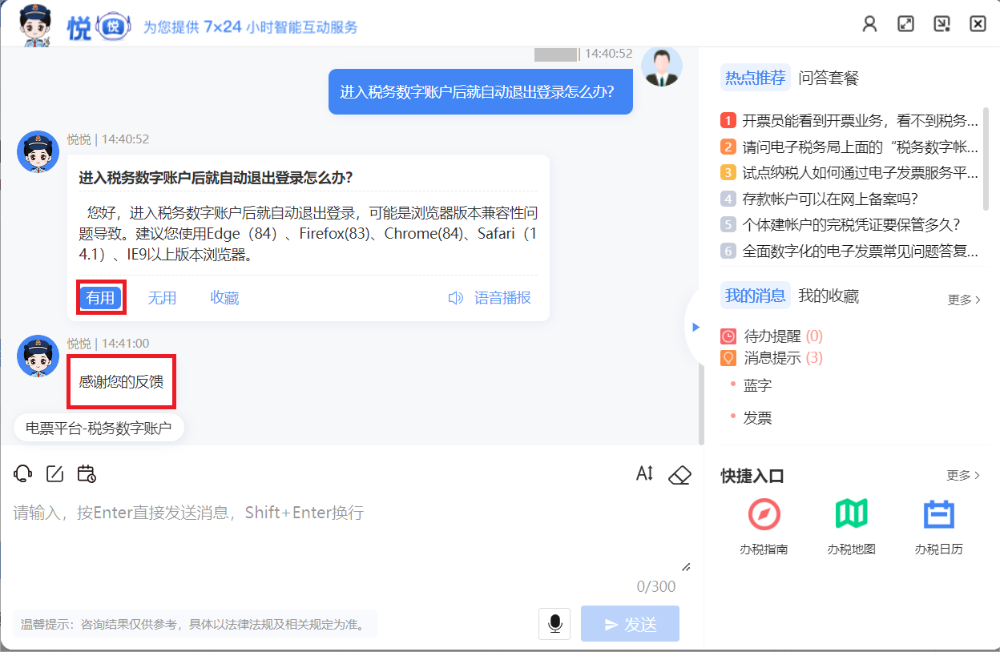 悦 悦 为您提供 7×24 小时智能互动服务
| 14:40:52
进入税务数字账户后就自动退出登录怎么办？
悦悦 | 14:40:52
进入税务数字账户后就自动退出登录怎么办？
您好，进入税务数字账户后就自动退出登录，可能是浏览器版本兼容性问
题导致。建议您使用Edge（84）、Firefox(83)、Chrome(84)、Safari（1
4.1）、IE9以上版本浏览器。
有用 无用 收藏 语音播报
悦悦 | 14:41:00
感谢您的反馈
电票平台-税务数字账户
请输入，按Enter直接发送消息，Shift+Enter换行
0/300
温馨提示：咨询结果仅供参考，具体以法律法规及相关规定为准。
发送
热点推荐 问答套餐
1 开票员能看到开票业务，看不到税务...
2 请问电子税务局上面的“税务数字帐...
3 试点纳税人如何通过电子发票服务平...
4 存款帐户可以在网上备案吗？
5 个体建帐户的完税凭证要保管多久？
6 全面数字化的电子发票常见问题答复...
我的消息 我的收藏 更多 >
待办提醒 (0)
消息提示 (3)
蓝字
发票
快捷入口 更多 >
办税指南 办税地图 办税日历